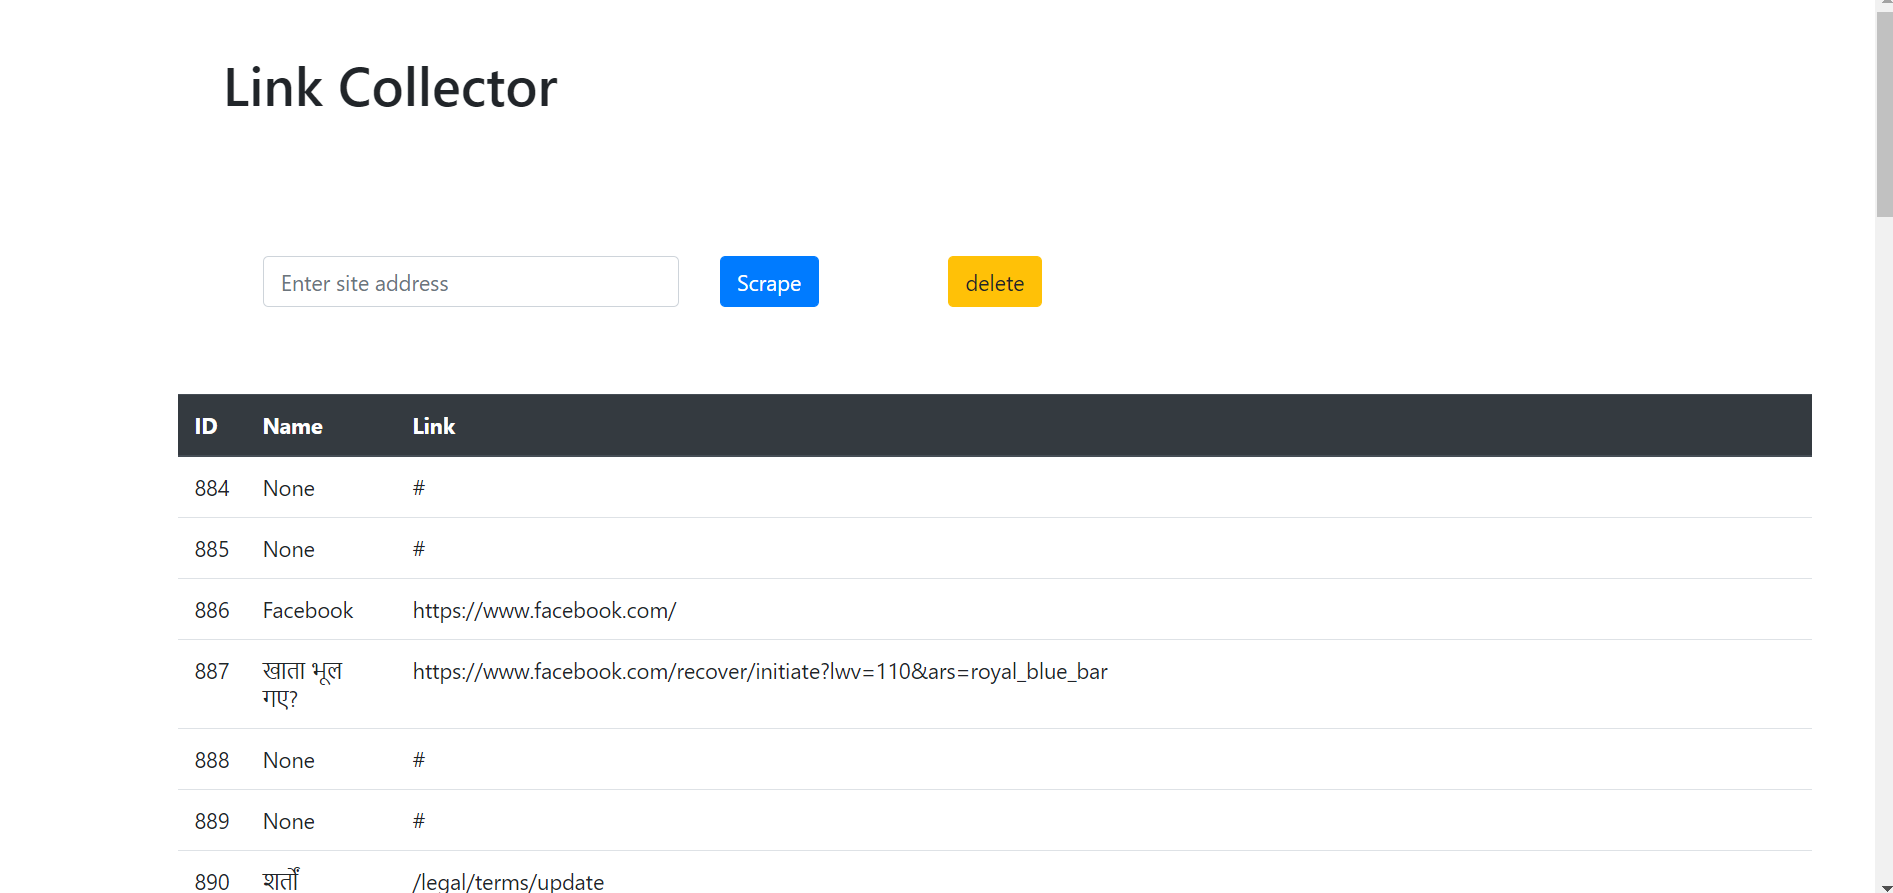 Link Collector
Enter site address Scrape delete
ID Name Link
884 None #
885 None #
886 Facebook https://www.facebook.com/
887 खाता भूल https://www.facebook.com/recover/initiate?lwv=110&ars=royal_blue_bar
गए?
888 None #
889 None #
890 शर्तों /legal/terms/update